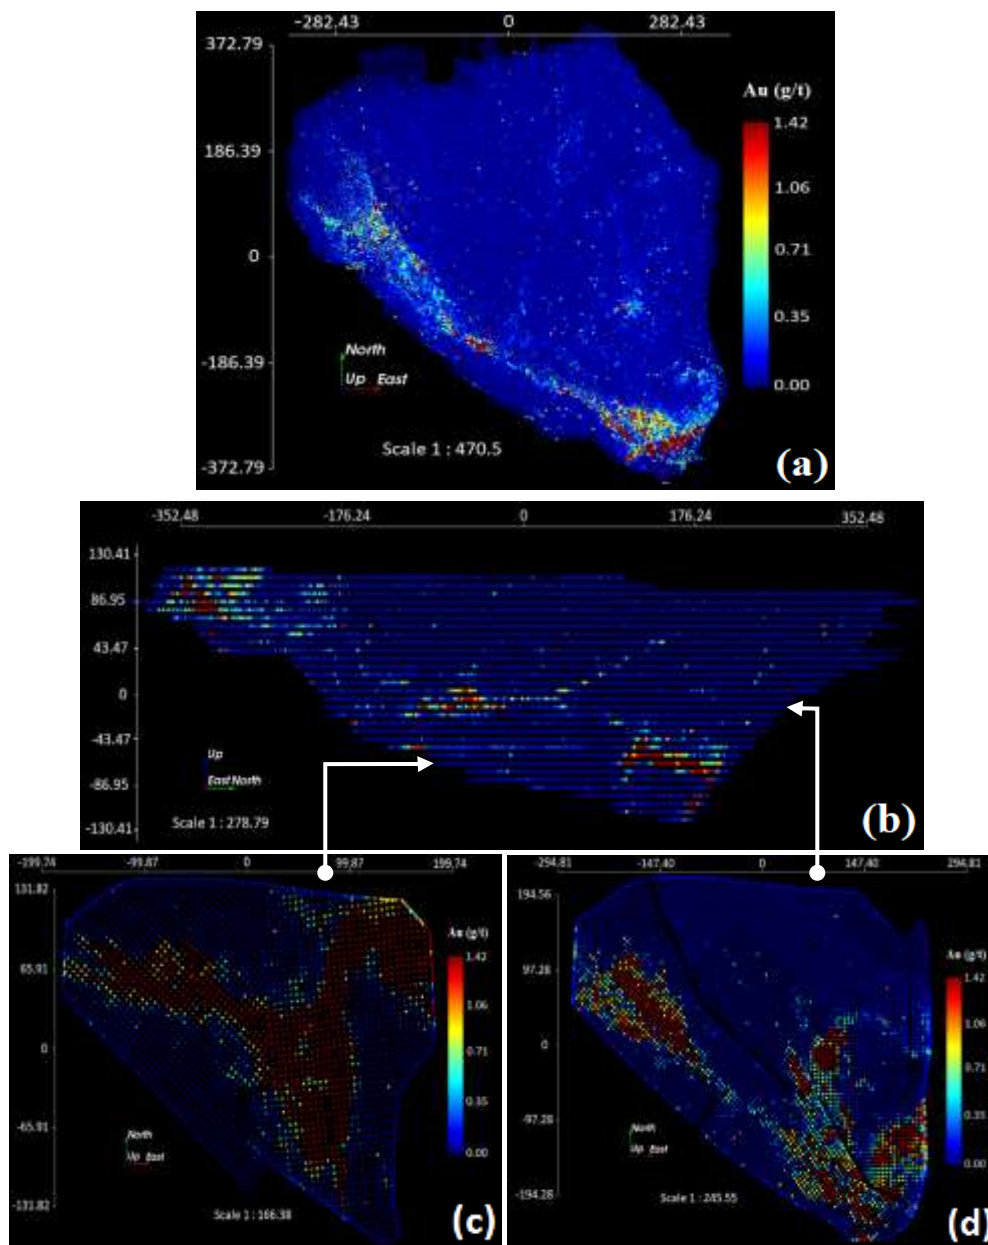 -282.43 0 282.43
372.79
Au (g/t)
1.42
186.39
1.06
0.71
0
0.35
North
-186.39
Up East
0.00
Scale 1 : 470.5
-372.79
(a)
-352.48 -176.24 0 176.24 352.48
130.41
86.95
43.47
0
-43.47
Up
East North
-86.95
Scale 1 : 278.79
-130.41
(b)
-199.74 -99.87 0 99.87 199.74
131.82
Au (g/t)
1.42
65.91
1.06
0.71
0
0.35
-65.91
North
Up East
0.00
-131.82
Scale 1 : 166.38
(c)
-294.81 -147.40 0 147.40 294.81
194.56
Au (g/t)
97.28
1.42
1.06
0
0.71
0.35
-97.28
North
Up East
0.00
-194.28
Scale 1 : 245.55
(d)